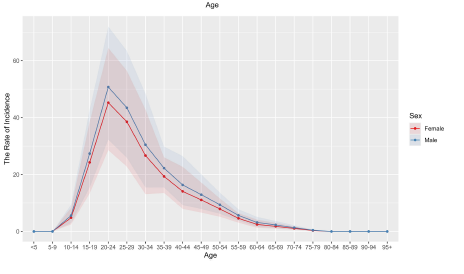 Age
The Rate of Incidence
60
40
20
0
<5 5-9 10-14 15-19 20-24 25-29 30-34 35-39 40-44 45-49 50-54 55-59 60-64 65-69 70-74 75-79 80-84 85-89 90-94 95+
Age
Sex
Female
Male